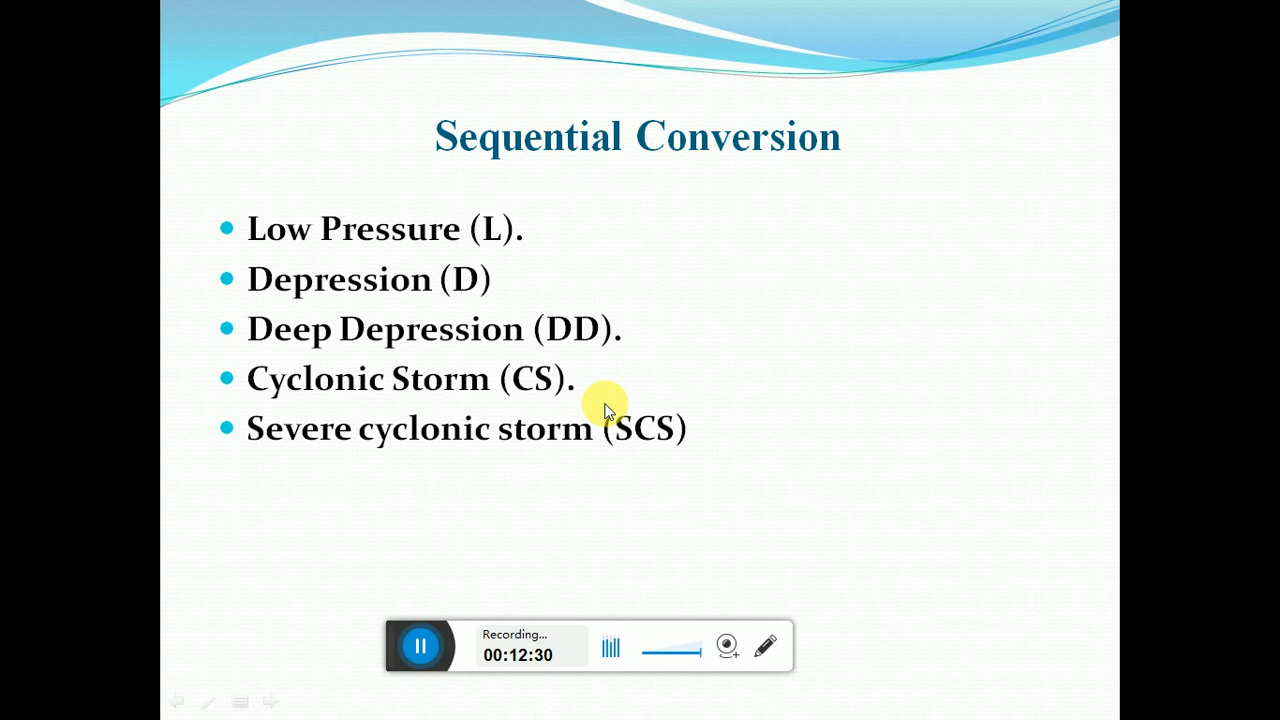 Sequential Conversion
Low Pressure (L).
Depression (D)
Deep Depression (DD).
Cyclonic Storm (CS).
Severe cyclonic storm (SCS)
Recording...
00:12:30